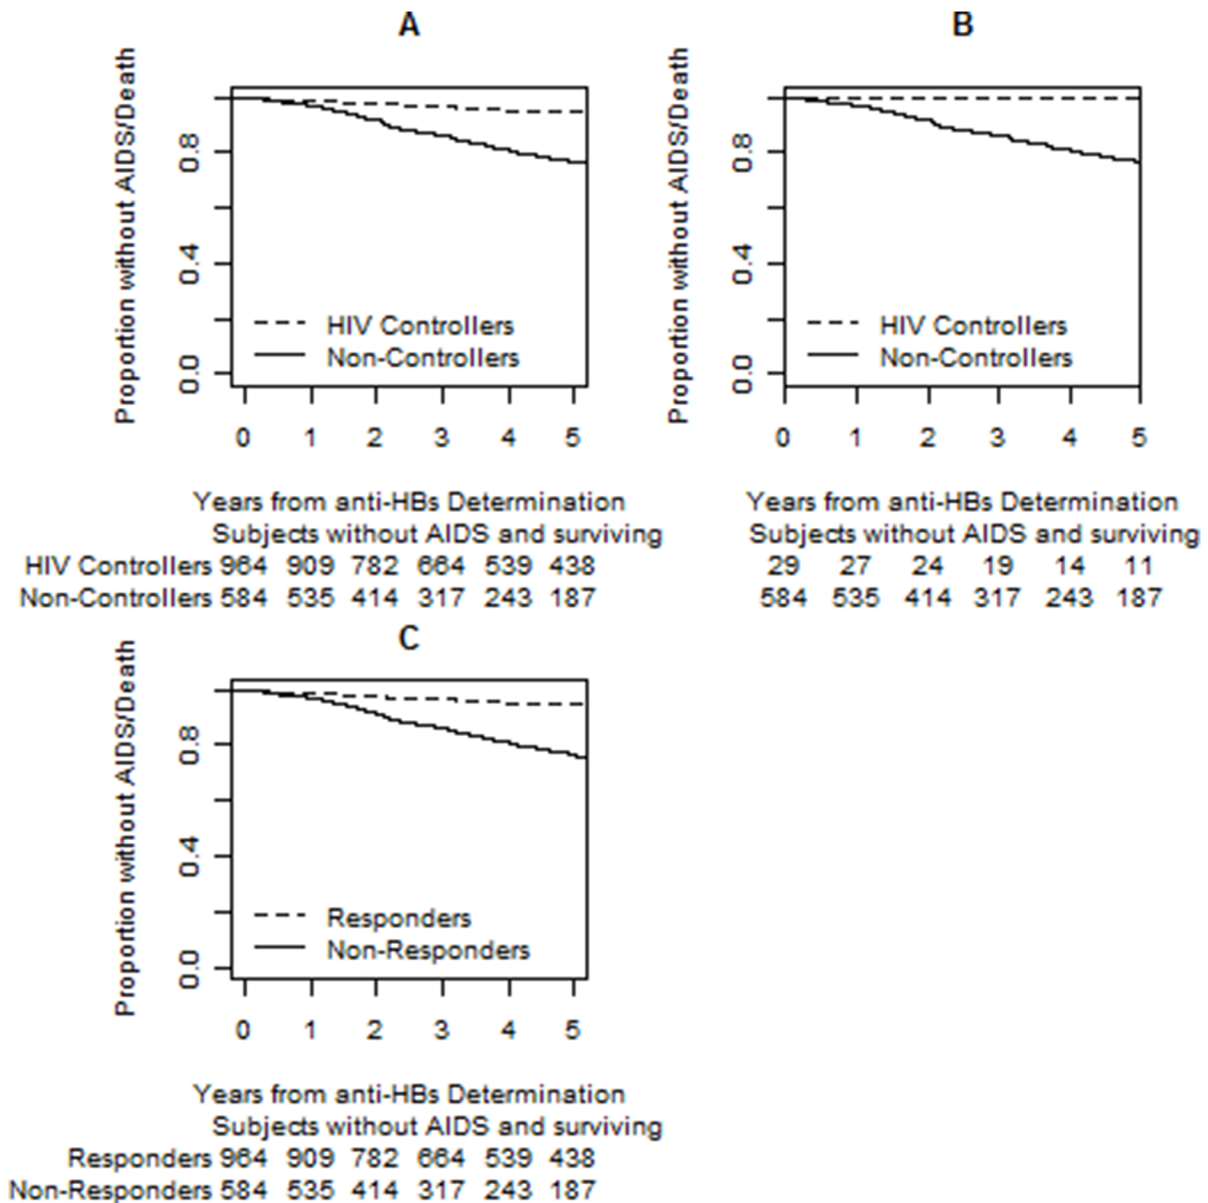 A
Proportion without AIDS/Death
0.8
0.4
0.0
HIV Controllers
Non-Controllers
0 1 2 3 4 5
Years from anti-HBs Determination
Subjects without AIDS and surviving
HIV Controllers 964 909 782 664 539 438
Non-Controllers 584 535 414 317 243 187
B
Proportion without AIDS/Death
0.8
0.4
0.0
HIV Controllers
Non-Controllers
0 1 2 3 4 5
Years from anti-HBs Determination
Subjects without AIDS and surviving
29 27 24 19 14 11
584 535 414 317 243 187
C
Proportion without AIDS/Death
0.8
0.4
0.0
Responders
Non-Responders
0 1 2 3 4 5
Years from anti-HBs Determination
Subjects without AIDS and surviving
Responders 964 909 782 664 539 438
Non-Responders 584 535 414 317 243 187